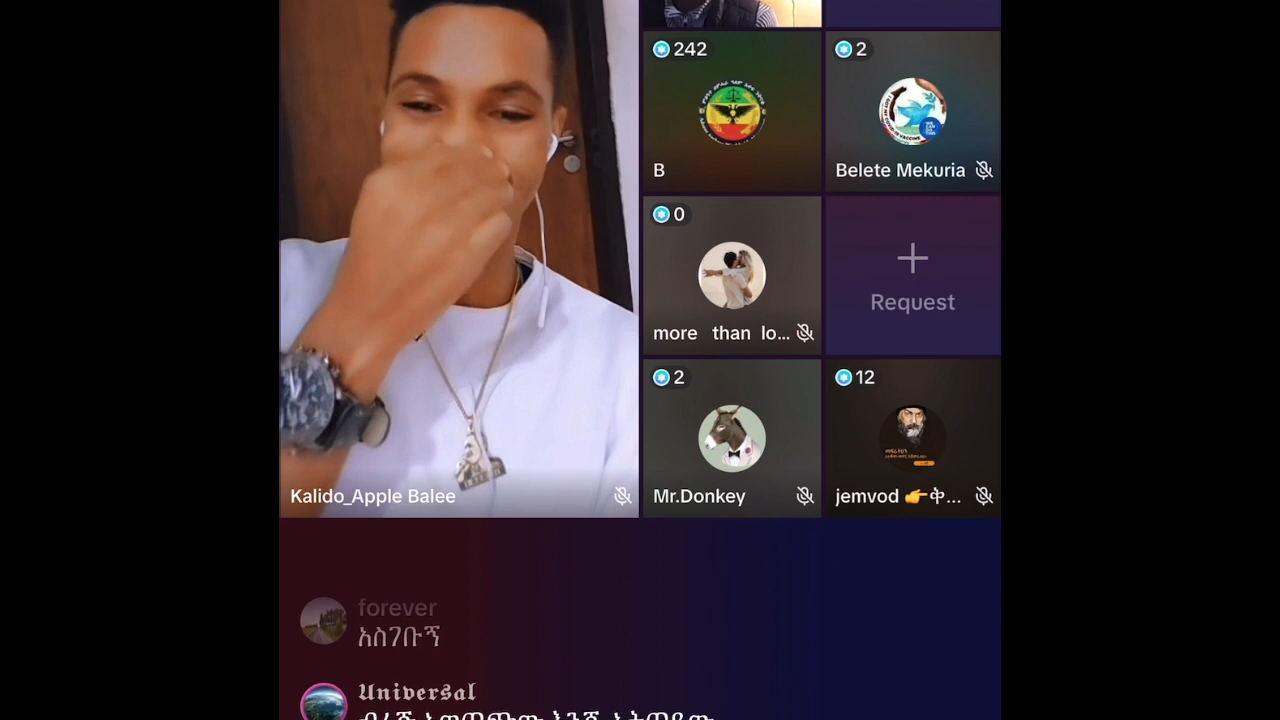 242
2
B
Belete Mekuria
0
Request
more than lo...
2
12
Kalido_Apple Balee
Mr.Donkey
jemvod 👉ቅ...
forever
አስገቡኝ
Universal